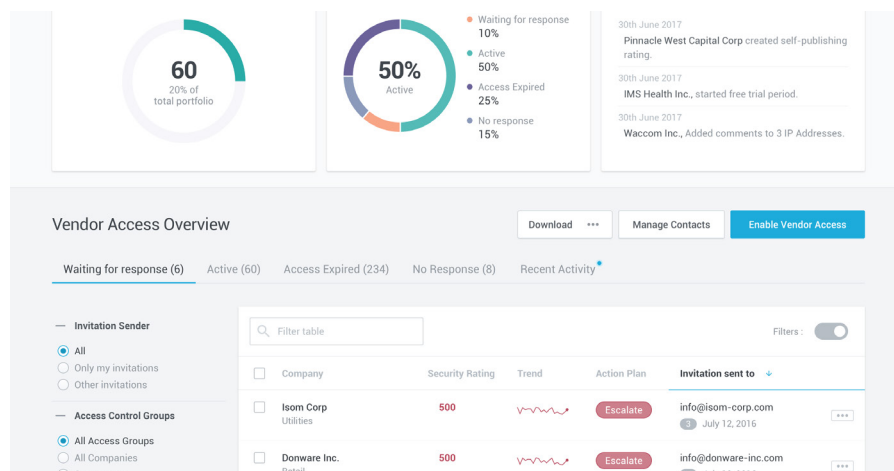 60
20% of
total portfolio
50%
Active
Waiting for response
10%
Active
50%
Access Expired
25%
No response
15%
30th June 2017
Pinnacle West Capital Corp created self-publishing
rating.
30th June 2017
IMS Health Inc., started free trial period.
30th June 2017
Waccom Inc., Added comments to 3 IP Addresses.
Vendor Access Overview
Download
Manage Contacts
Enable Vendor Access
Waiting for response (6) Active (60) Access Expired (234) No Response (8) Recent Activity
Invitation Sender
All
Only my invitations
Other invitations
Access Control Groups
All Access Groups
All Companies
Filter table
Filters :
Company Security Rating Trend Action Plan Invitation sent to
Isom Corp 500 Escalate info@isom-corp.com
Utilities 3 July 12, 2016
Donware Inc. 500 Escalate info@donware-inc.com